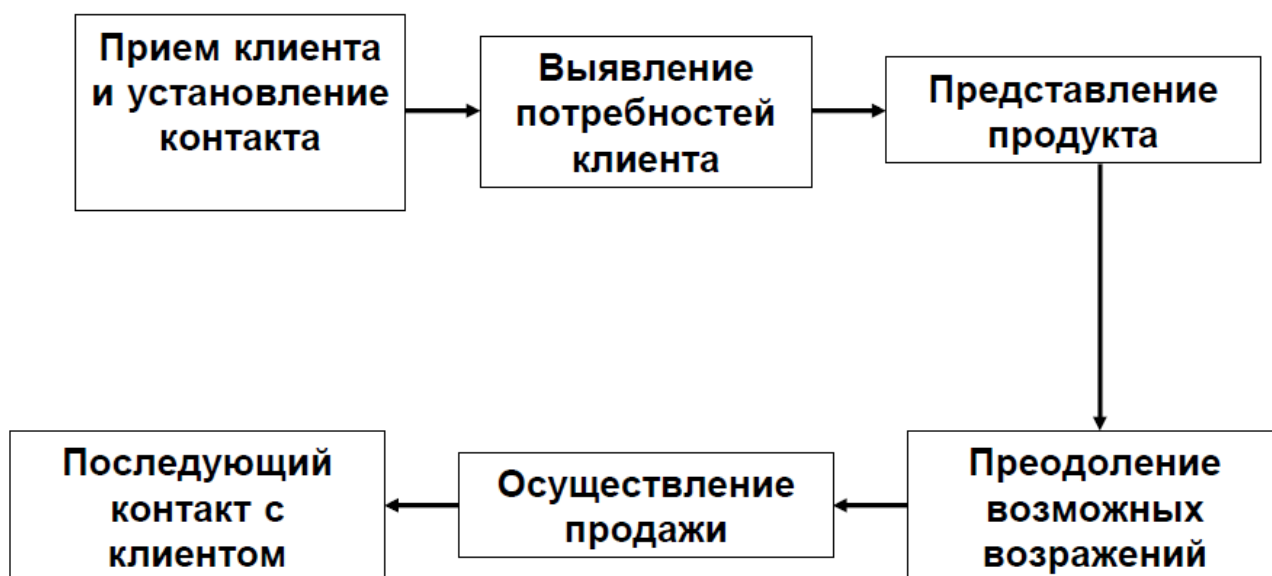 Прием клиента
и установление
контакта
Выявление
потребностей
клиента
Представление
продукта
Преодоление
возможных
возражений
Осуществление
продажи
Последующий
контакт с
клиентом